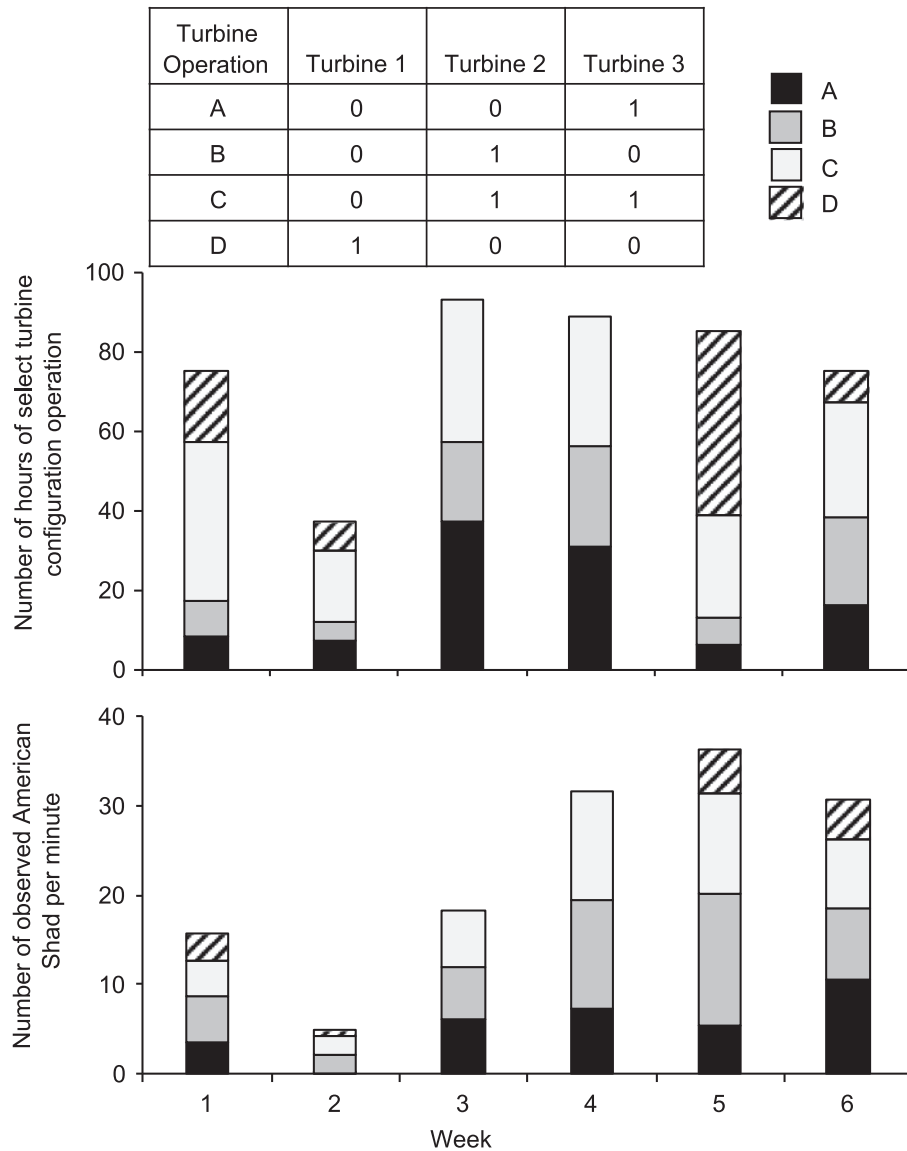 Turbine Operation Turbine 1 Turbine 2 Turbine 3
A 0 0 1
B 0 1 0
C 0 1 1
D 1 0 0
A
B
C
D
Number of hours of select turbine
configuration operation
100
80
60
40
20
0
Number of observed American
Shad per minute
40
30
20
10
0
1 2 3 4 5 6
Week